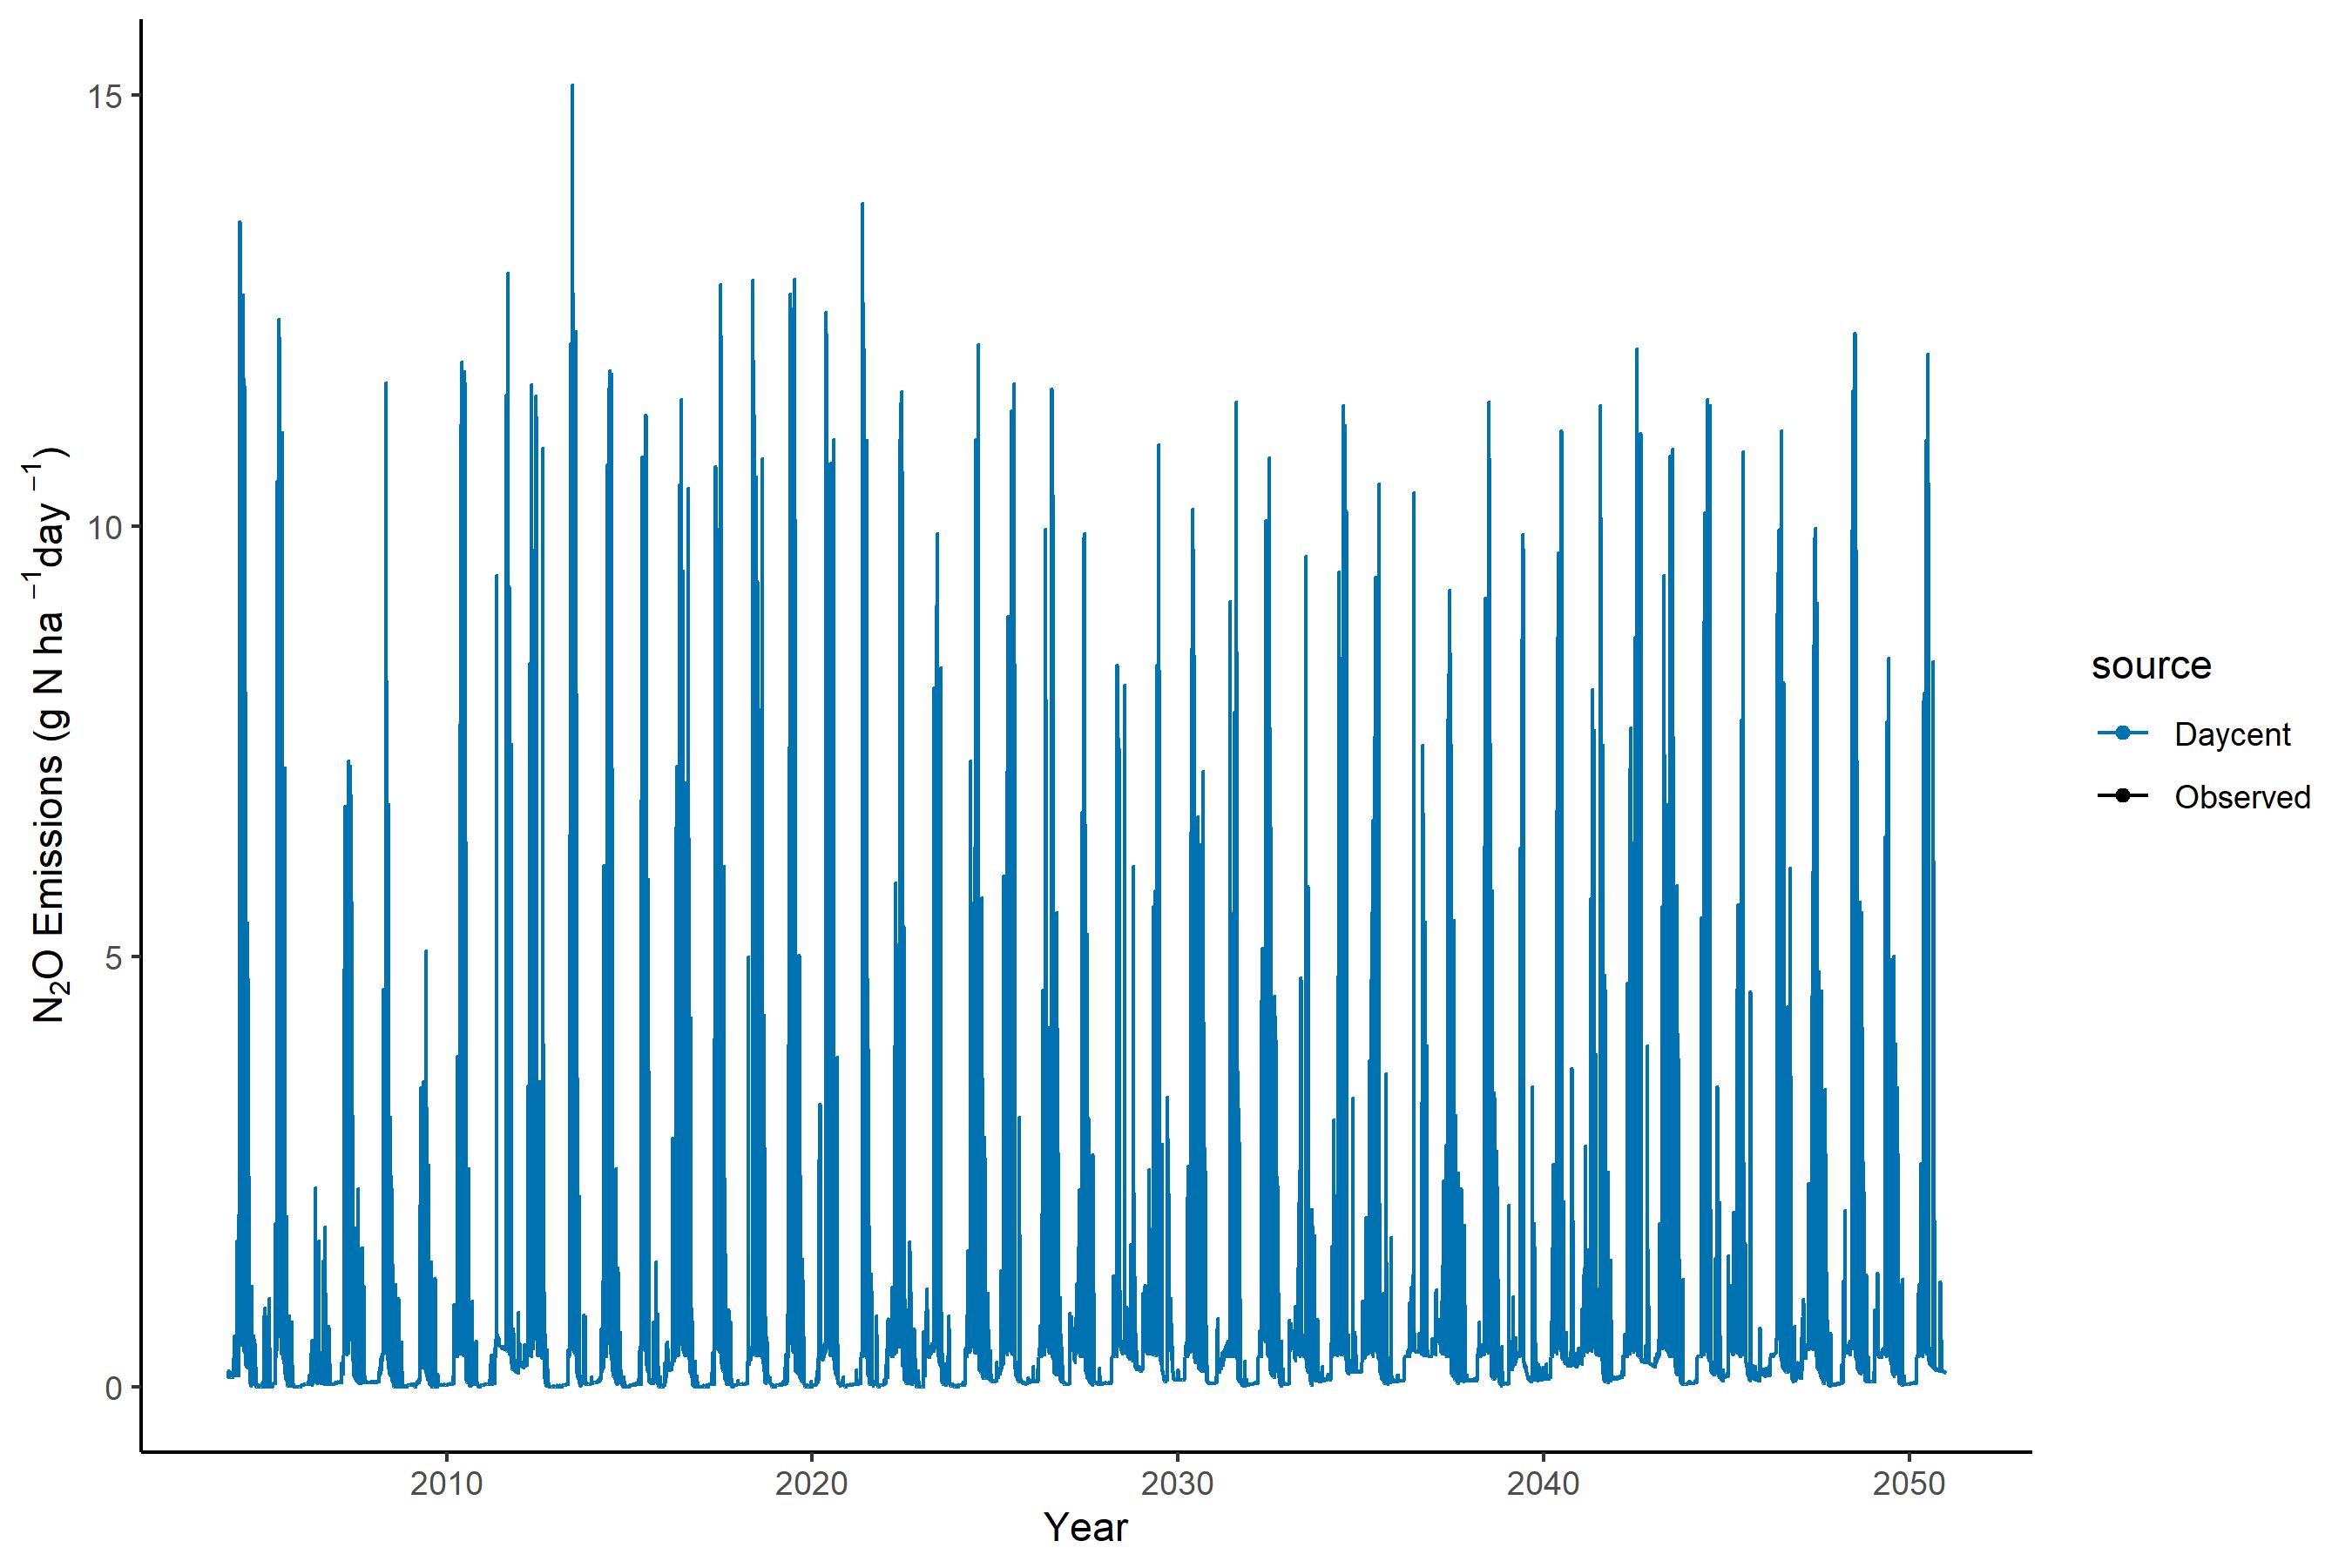 15
10
5
0
N₂O Emissions (g N ha ⁻¹day ⁻¹)
2010 2020 2030 2040 2050
Year
source
Daycent
Observed